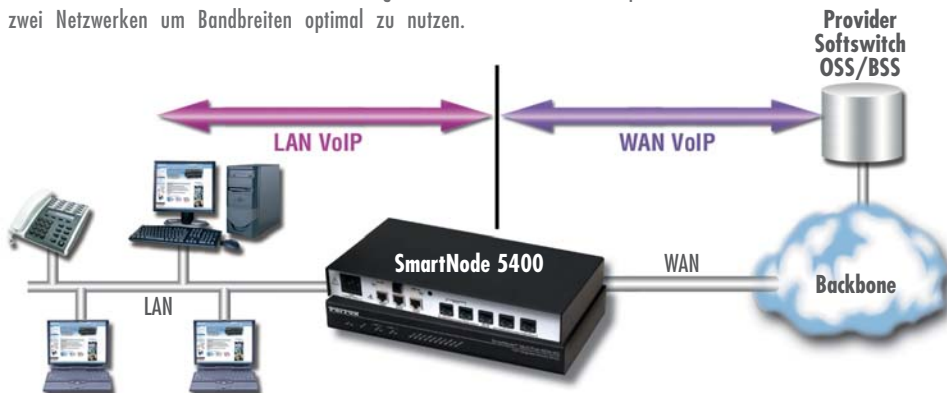 zwei Netzwerken um Bandbreiten optimal zu nutzen.
Provider
Softswitch
OSS/BSS
LAN VoIP
WAN VoIP
SmartNode 5400
WAN
Backbone
LAN
PATTON